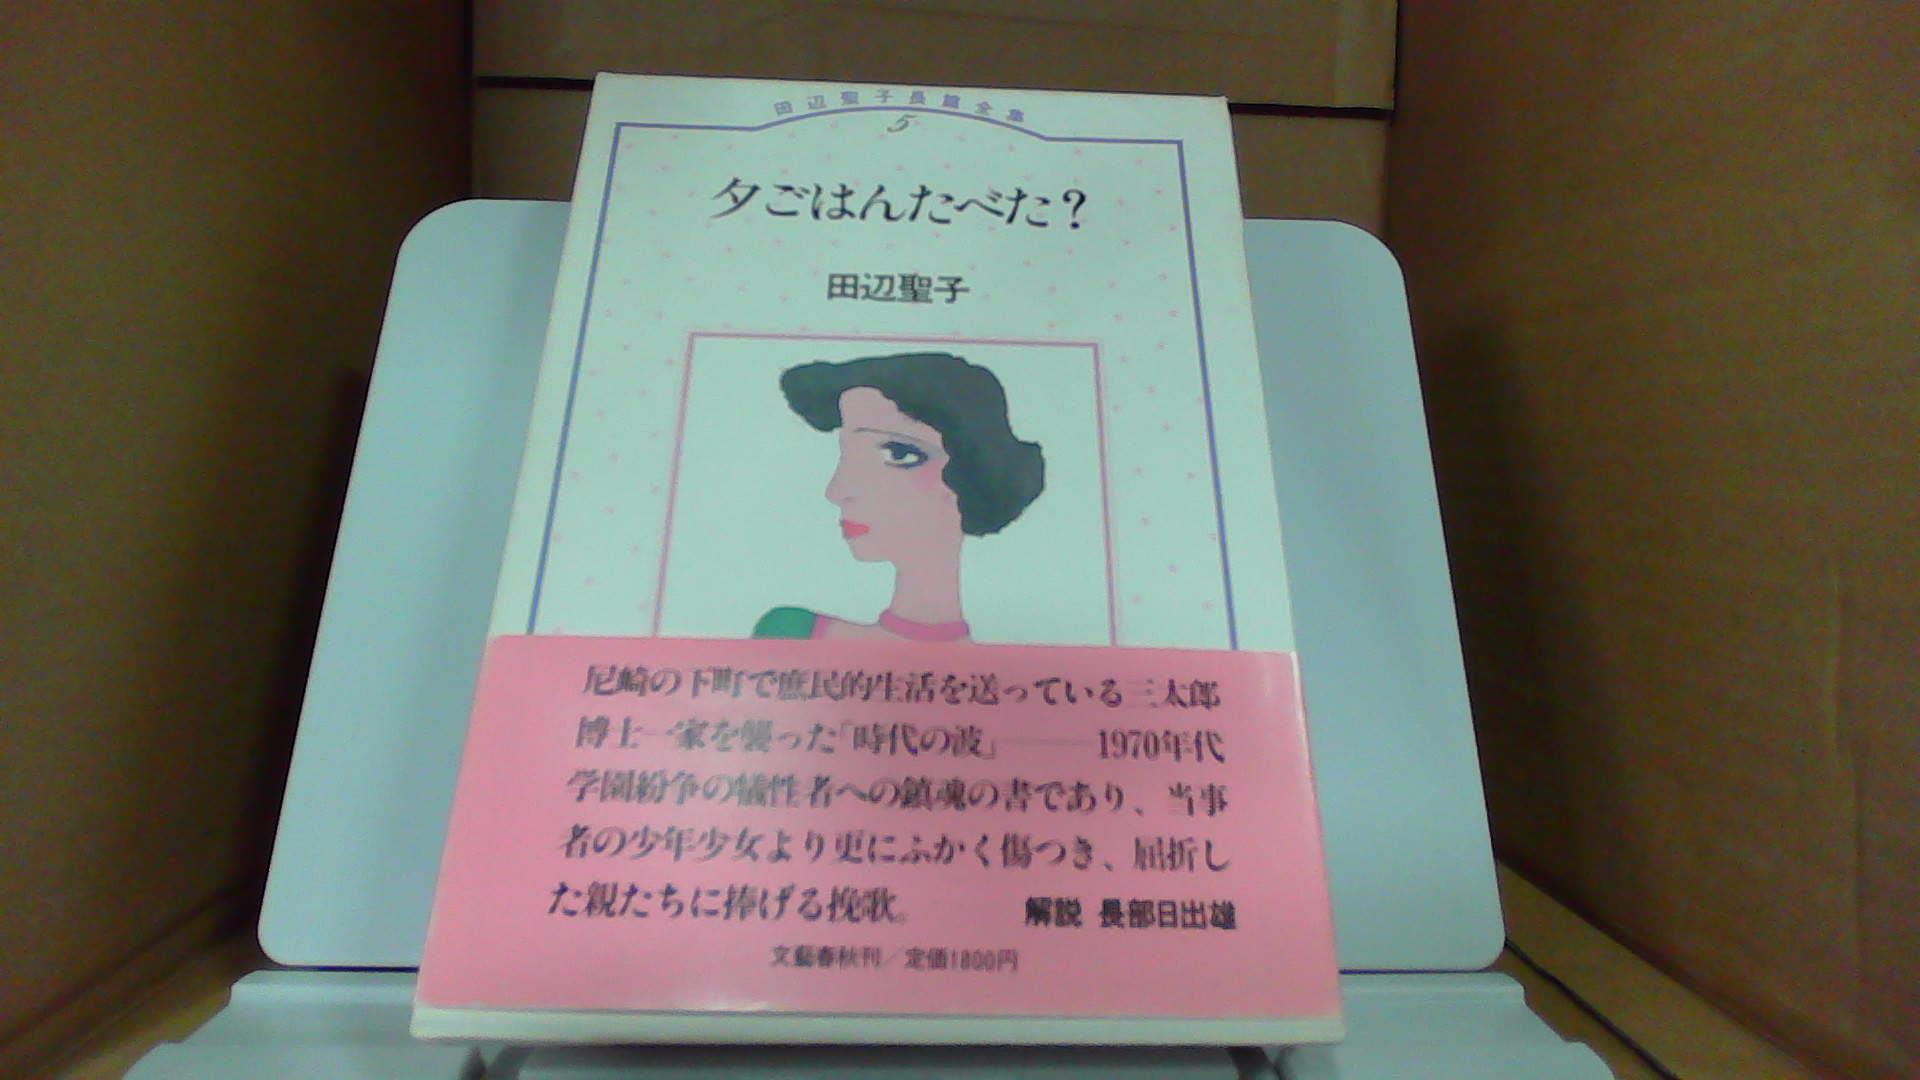 田辺聖子長篇全集
5
夕ごはんたべた?
田辺聖子
尼崎の下町で庶民的生活を送っている三太郎
博士一家を襲った「時代の波」——1970年代
学園紛争の犠牲者への鎮魂の書であり、当事
者の少年少女より更にふかく傷つき、屈折し
た親たちに捧げる挽歌。 解説 長部日出雄
文藝春秋刊/定価1800円